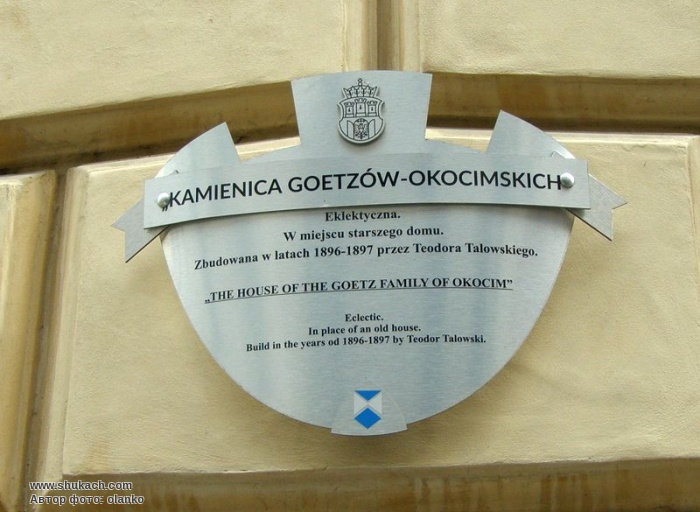 „KAMIENICA GOETZÓW-OKOCIMSKICH
Eklektyczna.
W miejscu starszego domu.
Zbudowana w latach 1896-1897 przez Teodora Talowskiego.
„THE HOUSE OF THE GOETZ FAMILY OF OKOCIM”
Eclectic.
In place of an old house.
Build in the years od 1896-1897 by Teodor Talowski.
www.shukach.com
Автор фото: olanko